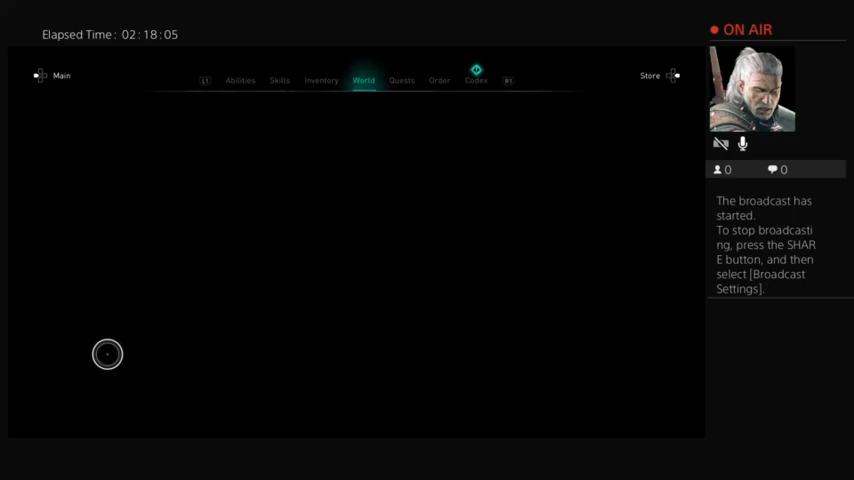 Elapsed Time: 02:18:05
ON AIR
Main
L1 Abilities Skills Inventory World Quests Order Codex R1
Store
0 0
The broadcast has
started.
To stop broadcasti
ng, press the SHAR
E button, and then
select [Broadcast
Settings].